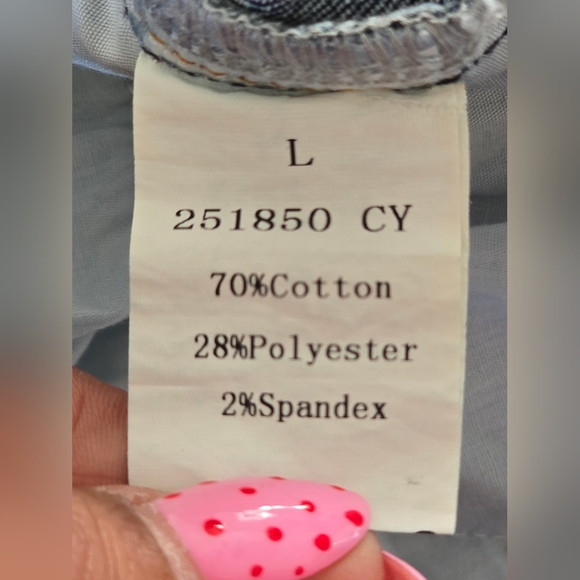 L
251850 CY
70%Cotton
28%Polyester
2%Spandex